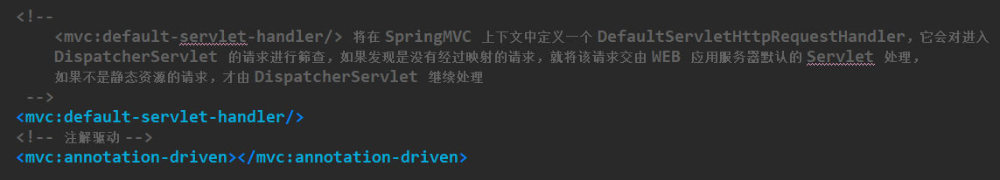 <!--
<mvc:default-servlet-handler/> 将在 SpringMVC 上下文中定义一个 DefaultServletHttpRequestHandler，它会对进入
DispatcherServlet 的请求进行筛查，如果发现是没有经过映射的请求，就将该请求交由 WEB 应用服务器默认的 Servlet 处理，
如果不是静态资源的请求，才由 DispatcherServlet 继续处理
-->
<mvc:default-servlet-handler/>
<!-- 注解驱动 -->
<mvc:annotation-driven></mvc:annotation-driven>